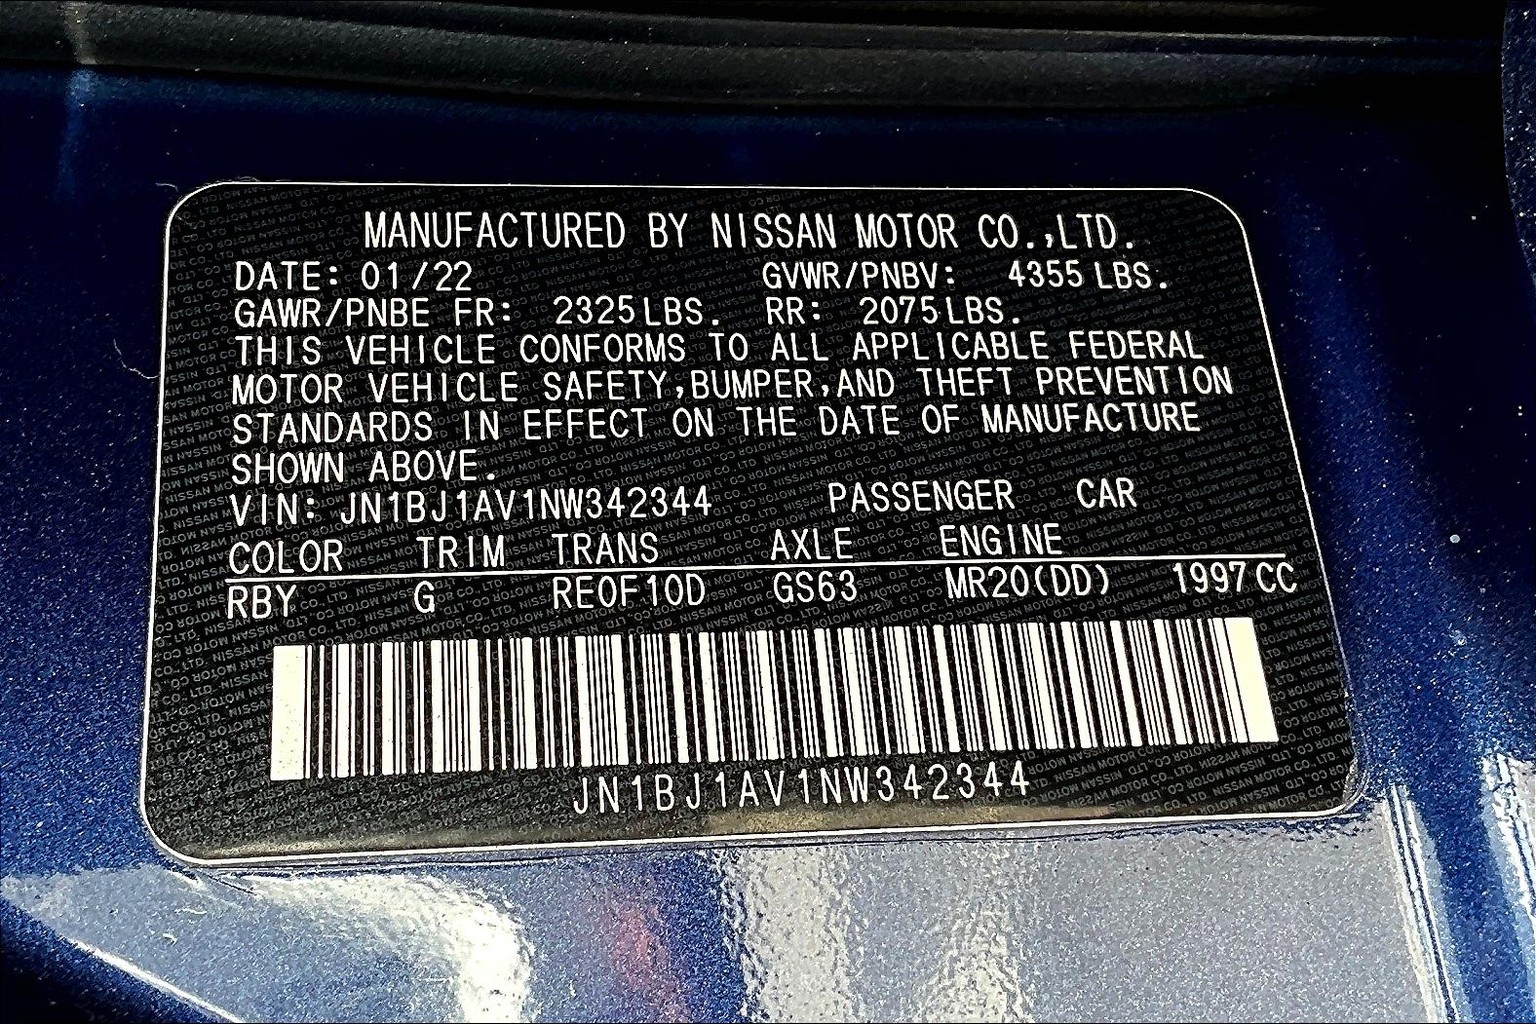 MANUFACTURED BY NISSAN MOTOR CO.,LTD.
DATE: 01/22 GVWR/PNBV: 4355 LBS.
GAWR/PNBE FR: 2325 LBS. RR: 2075 LBS.
THIS VEHICLE CONFORMS TO ALL APPLICABLE FEDERAL
MOTOR VEHICLE SAFETY,BUMPER,AND THEFT PREVENTION
STANDARDS IN EFFECT ON THE DATE OF MANUFACTURE
SHOWN ABOVE.
VIN: JN1BJ1AV1NW342344 PASSENGER CAR
COLOR TRIM TRANS AXLE ENGINE
RBY G RE0F10D GS63 MR20(DD) 1997 CC
JN1BJ1AV1NW342344